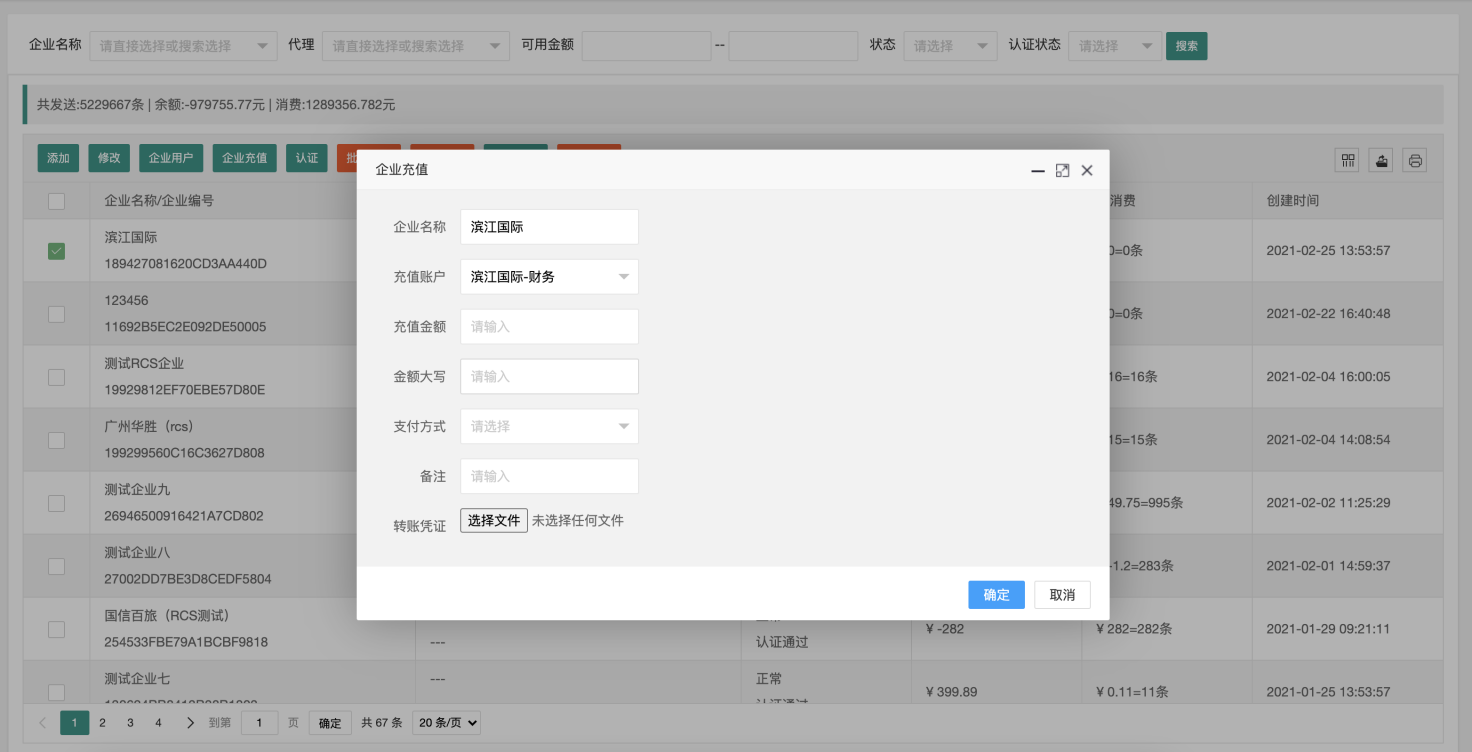 企业名称 请直接选择或搜索选择 代理 请直接选择或搜索选择 可用金额 -- 状态 请选择 认证状态 请选择 搜索
共发送:5229667条 | 余额:-979755.77元 | 消费:1289356.782元
添加 修改 企业用户 企业充值 认证 批
企业名称/企业编号 消费 创建时间
滨江国际
189427081620CD3AA440D 0=0条 2021-02-25 13:53:57
123456
11692B5EC2E092DE50005 0=0条 2021-02-22 16:40:48
测试RCS企业
19929812EF70EBE57D80E 16=16条 2021-02-04 16:00:05
广州华胜（rcs）
199299560C16C3627D808 15=15条 2021-02-04 14:08:54
测试企业九
26946500916421A7CD802 49.75=995条 2021-02-02 11:25:29
测试企业八
27002DD7BE3D8CEDF5804 -1.2=283条 2021-02-01 14:59:37
国信百旅（RCS测试）
254533FBE79A1BCBF9818 --- 认证通过 ¥ -282 ¥ 282=282条 2021-01-29 09:21:11
测试企业七 --- 正常
¥ 399.89 ¥ 0.11=11条 2021-01-25 13:53:57
企业充值
企业名称 滨江国际
充值账户 滨江国际-财务
充值金额 请输入
金额大写 请输入
支付方式 请选择
备注 请输入
转账凭证 选择文件 未选择任何文件
确定 取消
1 2 3 4 到第 1 页 确定 共 67 条 20 条/页